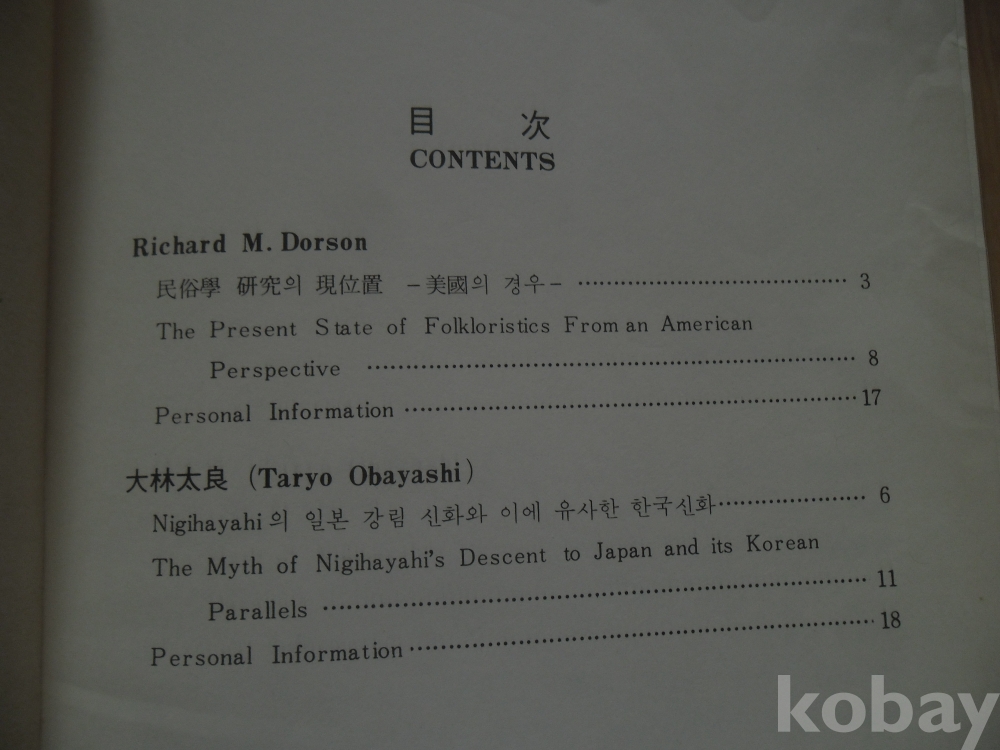 目 次
CONTENTS
Richard M. Dorson
民俗學 研究의 現位置 -美國의 경우- ·································· 3
The Present State of Folkloristics From an American
Perspective ································································ 8
Personal Information ·························································· 17
大林太良 (Taryo Obayashi)
Nigihayahi의 일본 강림 신화와 이에 유사한 한국신화··················· 6
The Myth of Nigihayahi's Descent to Japan and its Korean
Parallels ······································································ 11
Personal Information···························································· 18
kobay